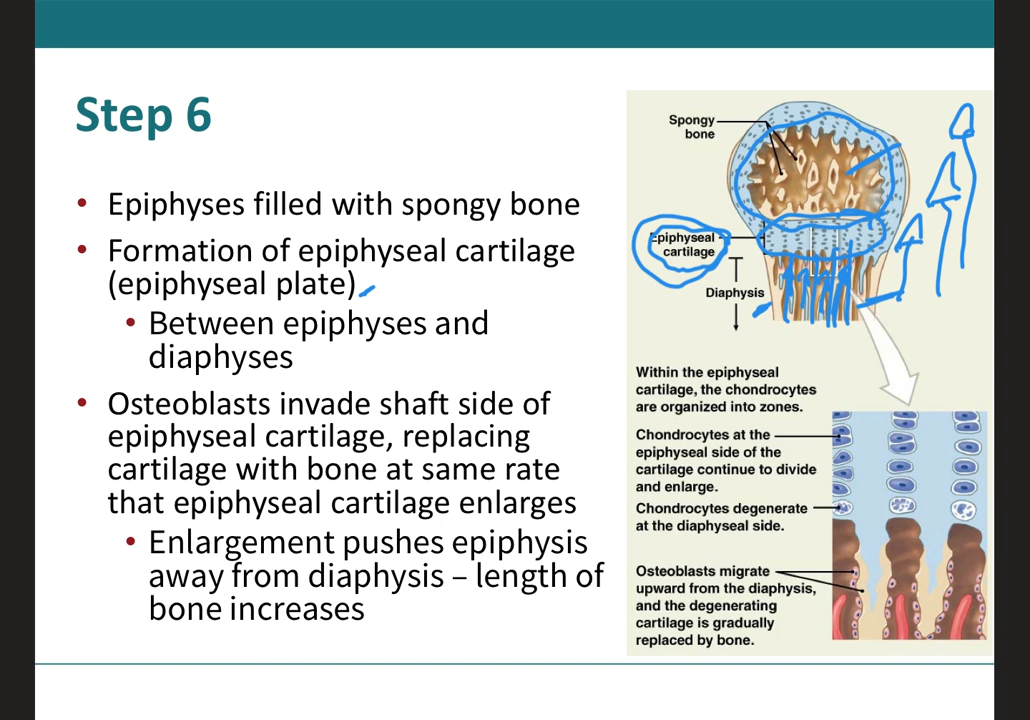 Step 6
• Epiphyses filled with spongy bone
• Formation of epiphyseal cartilage
(epiphyseal plate)
• Between epiphyses and
diaphyses
• Osteoblasts invade shaft side of
epiphyseal cartilage, replacing
cartilage with bone at same rate
that epiphyseal cartilage enlarges
• Enlargement pushes epiphysis
away from diaphysis – length of
bone increases
Spongy
bone
Epiphyseal
cartilage
Diaphysis
Within the epiphyseal
cartilage, the chondrocytes
are organized into zones.
Chondrocytes at the
epiphyseal side of the
cartilage continue to divide
and enlarge.
Chondrocytes degenerate
at the diaphyseal side.
Osteoblasts migrate
upward from the diaphysis,
and the degenerating
cartilage is gradually
replaced by bone.